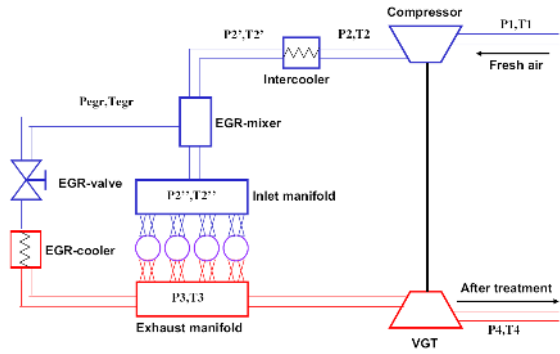 Compressor
P1,T1
P2',T2'
P2,T2
Fresh air
Intercooler
Pegr,Tegr
EGR-mixer
EGR-valve
P2'',T2''
Inlet manifold
EGR-cooler
P3,T3
After treatment
Exhaust manifold
P4,T4
VGT